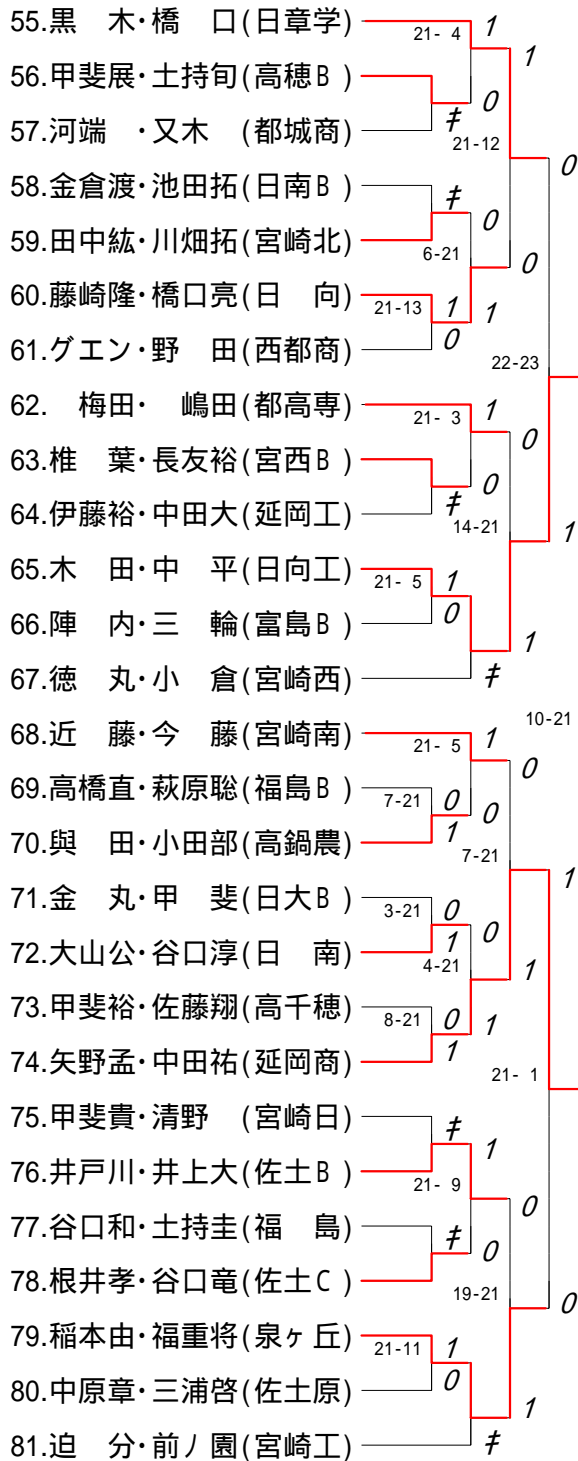 55.黒　木・橋　口(日章学)
21- 4
1
1
56.甲斐展・土持旬(高穂B)
0
キ
57.河端　・又木　(都城商)
21-12
0
58.金倉渡・池田拓(日南B)
キ
0
59.田中紘・川畑拓(宮崎北)
6-21
0
60.藤崎隆・橋口亮(日　向)
21-13
1
1
0
61.グエン・野　田(西都商)
22-23
62.　梅田・　嶋田(都高専)
21- 3
1
0
63.椎　葉・長友裕(宮西B)
0
キ
64.伊藤裕・中田大(延岡工)
14-21
1
65.木　田・中　平(日向工)
21- 5
1
0
66.陣　内・三　輪(富島B)
1
67.徳　丸・小　倉(宮崎西)
キ
10-21
68.近　藤・今　藤(宮崎南)
21- 5
1
0
69.高橋直・萩原聡(福島B)
7-21
0
0
1
70.與　田・小田部(高鍋農)
7-21
1
71.金　丸・甲　斐(日大B)
3-21
0
0
1
72.大山公・谷口淳(日　南)
4-21
1
73.甲斐裕・佐藤翔(高千穂)
8-21
0
1
1
74.矢野孟・中田祐(延岡商)
21- 1
75.甲斐貴・清野　(宮崎日)
キ
1
76.井戸川・井上大(佐土B)
21- 9
0
77.谷口和・土持圭(福　島)
キ
0
78.根井孝・谷口竜(佐土C)
19-21
0
79.稲本由・福重将(泉ヶ丘)
21-11
1
0
80.中原章・三浦啓(佐土原)
1
81.迫　分・前ノ園(宮崎工)
キ